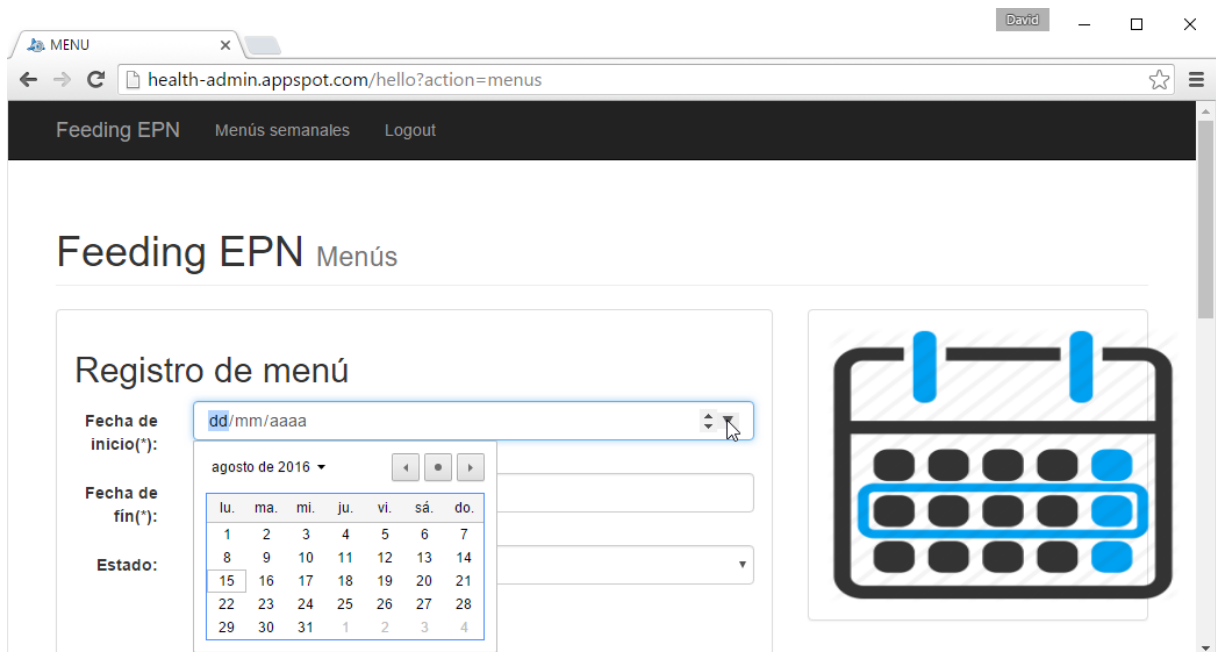 David
MENU
health-admin.appspot.com/hello?action=menus
Feeding EPN Menús semanales Logout
Feeding EPN Menús
Registro de menú
Fecha de inicio(*):
dd/mm/aaaa
agosto de 2016
lu. ma. mi. ju. vi. sá. do.
1 2 3 4 5 6 7
8 9 10 11 12 13 14
15 16 17 18 19 20 21
22 23 24 25 26 27 28
29 30 31 1 2 3 4
Fecha de
fín(*):
Estado: